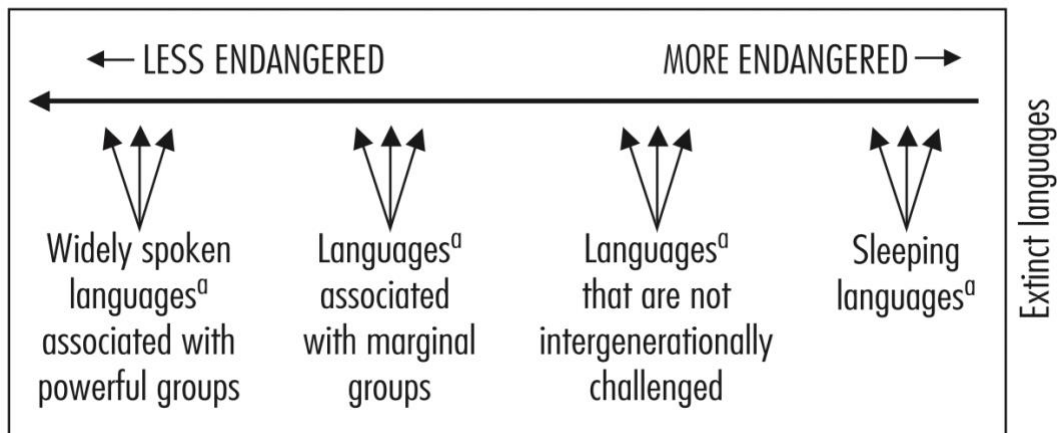 ← LESS ENDANGERED
MORE ENDANGERED →
Widely spoken
languagesᵃ
associated with
powerful groups
Languagesᵃ
associated
with marginal
groups
Languagesᵃ
that are not
intergenerationally
challenged
Sleeping
languagesᵃ
Extinct languages